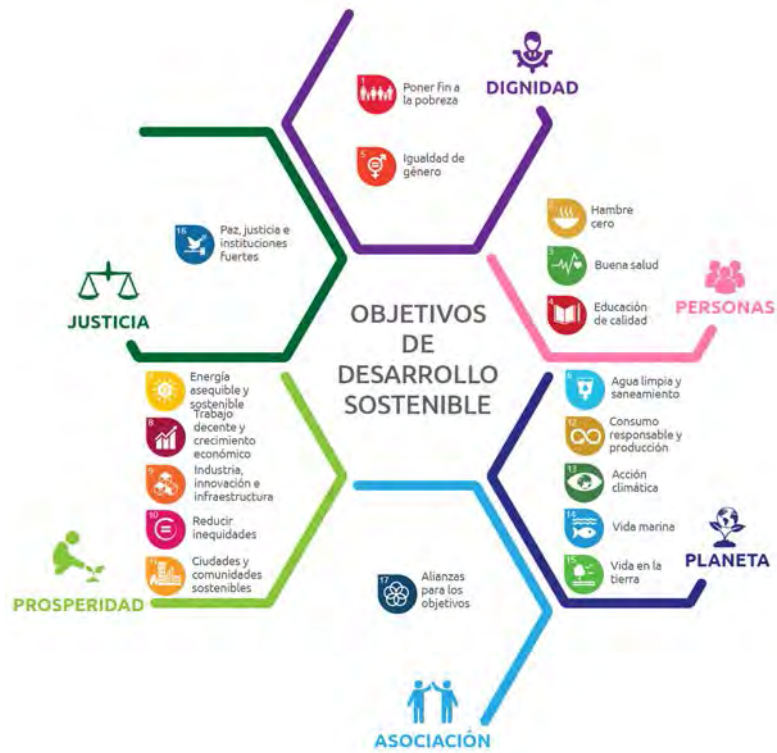 DIGNIDAD
1
Poner fin a
la pobreza
5
Igualdad de
género
16
Paz, justicia e
instituciones
fuertes
JUSTICIA
2
Hambre
cero
3
Buena salud
4
Educación
de calidad
PERSONAS
OBJETIVOS
DE
DESARROLLO
SOSTENIBLE
Energía
asequible y
sostenible
8
Trabajo
decente y
crecimiento
económico
9
Industria,
innovación e
infraestructura
10
Reducir
inequidades
11
Ciudades y
comunidades
sostenibles
PROSPERIDAD
6
Agua limpia y
saneamiento
12
Consumo
responsable y
producción
13
Acción
climática
14
Vida marina
15
Vida en la
tierra
PLANETA
17
Alianzas
para los
objetivos
ASOCIACIÓN